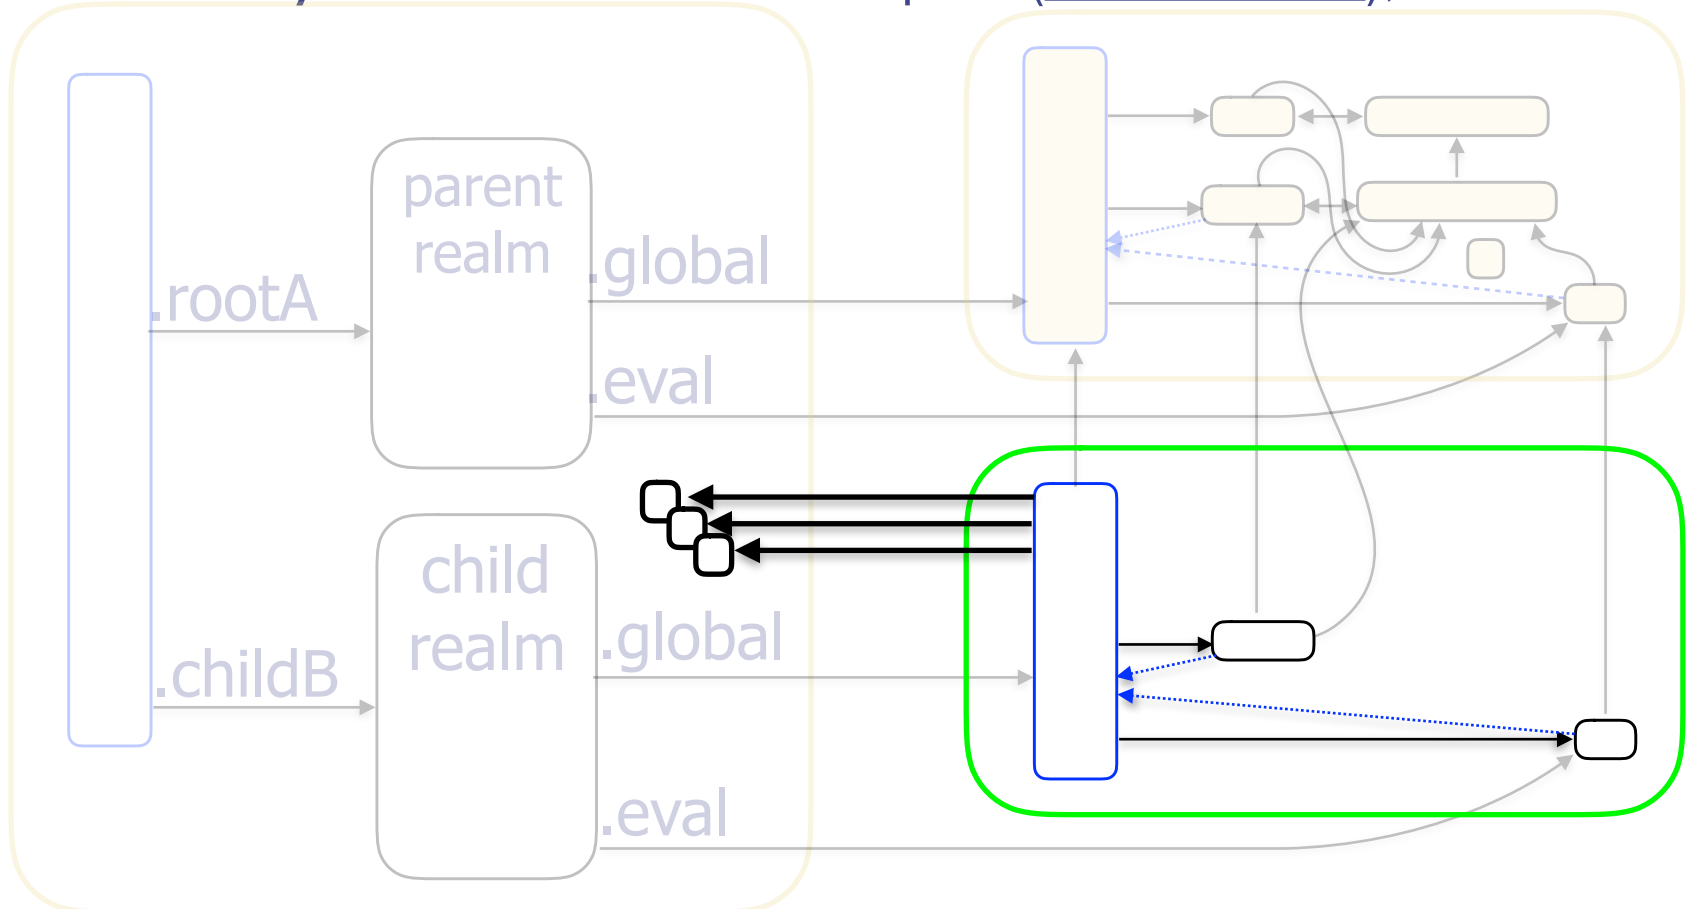 parent
realm
.global
.rootA
.eval
child
realm
.global
.childB
.eval